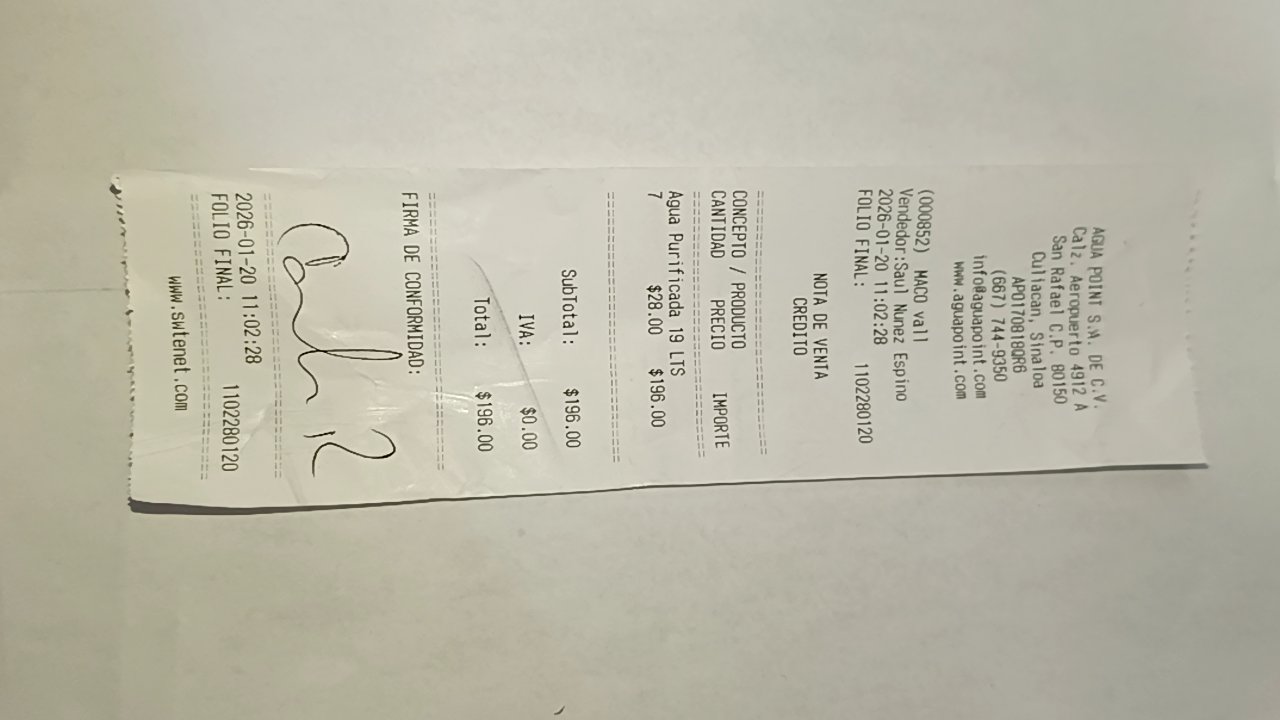 AGUA POINT S.A. DE C.V.
Calz. Aeropuerto 4912 A
San Rafael C.P. 80150
Culiacan, Sinaloa
APO170818QR6
(667) 744-9350
info@aguapoint.com
www.aguapoint.com
(000852) MACO vall
Vendedor:Saul Nunez Espino
2026-01-20 11:02:28
FOLIO FINAL: 1102280120
NOTA DE VENTA
CREDITO
CONCEPTO / PRODUCTO
CANTIDAD PRECIO IMPORTE
Agua Purificada 19 LTS
7 $28.00 $196.00
SubTotal: $196.00
IVA: $0.00
Total: $196.00
FIRMA DE CONFORMIDAD:
2026-01-20 11:02:28
FOLIO FINAL: 1102280120
www.swtenet.com